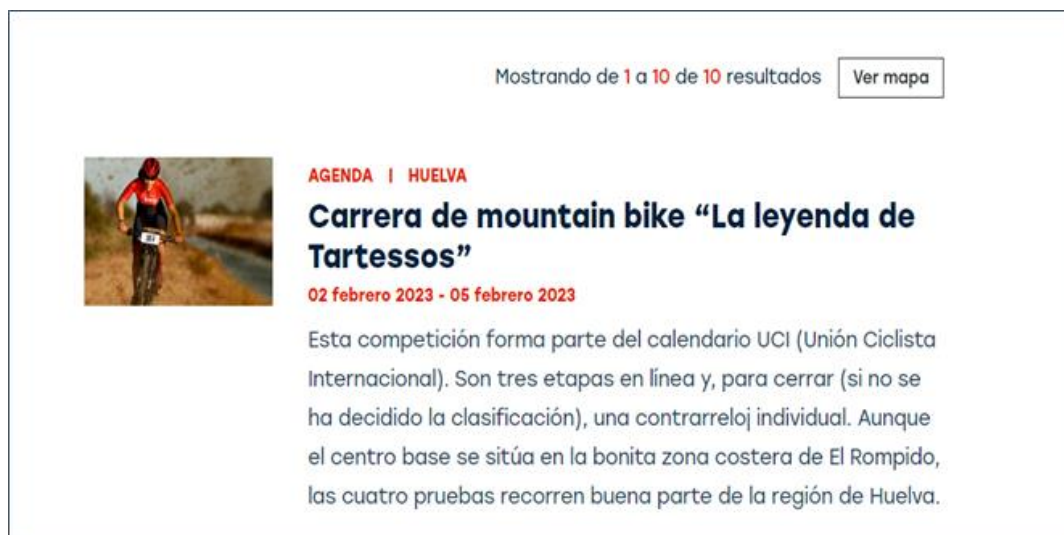 Mostrando de 1 a 10 de 10 resultados Ver mapa
AGENDA | HUELVA
Carrera de mountain bike “La leyenda de
Tartessos”
02 febrero 2023 - 05 febrero 2023
Esta competición forma parte del calendario UCI (Unión Ciclista
Internacional). Son tres etapas en línea y, para cerrar (si no se
ha decidido la clasificación), una contrarreloj individual. Aunque
el centro base se sitúa en la bonita zona costera de El Rompido,
las cuatro pruebas recorren buena parte de la región de Huelva.